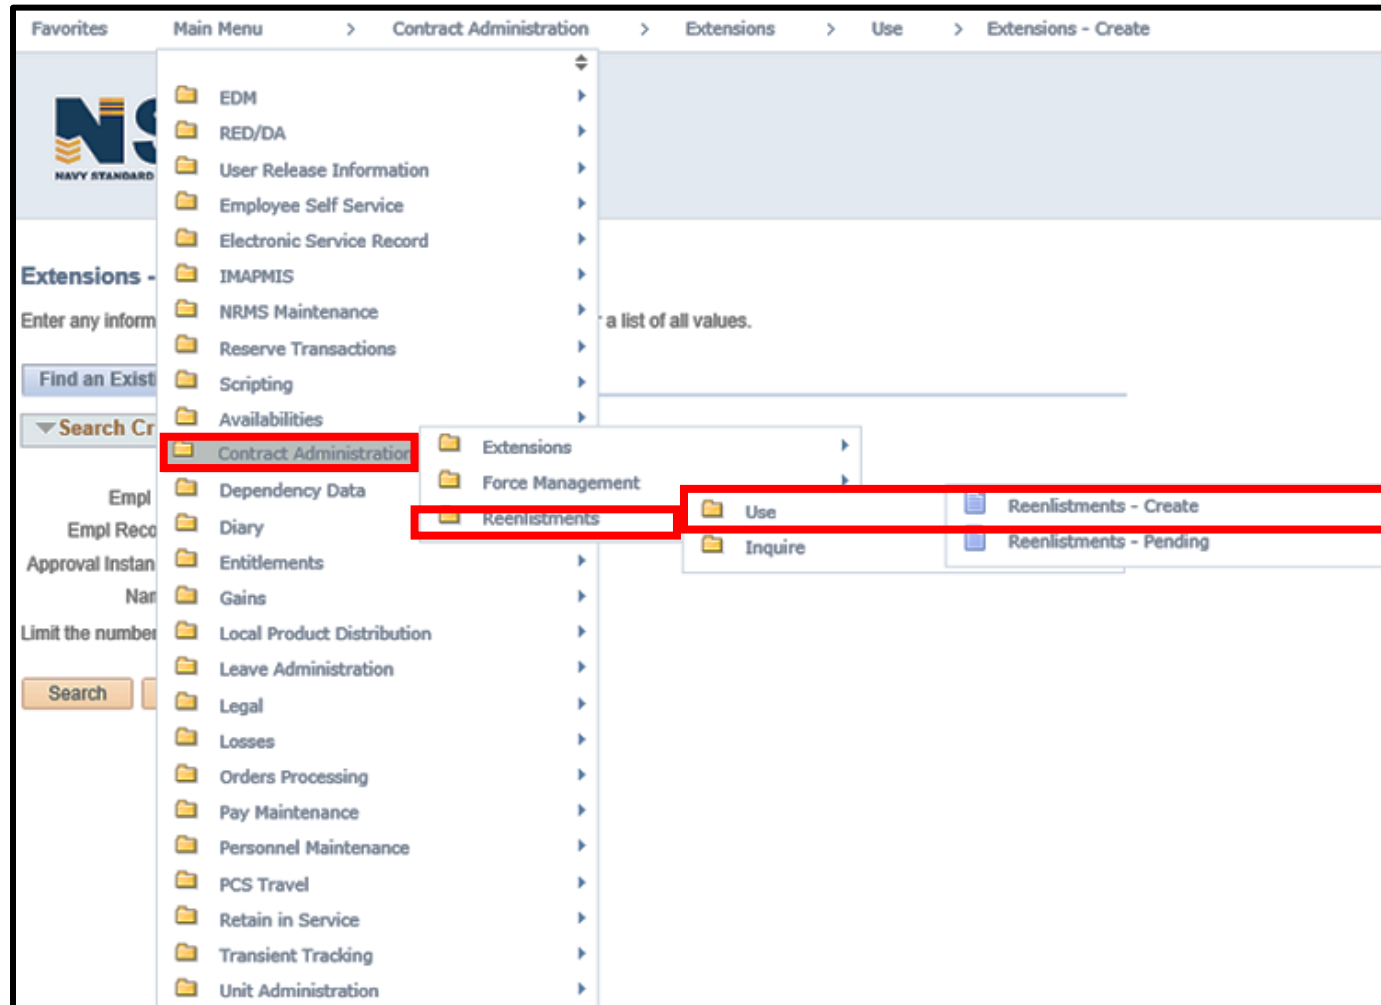 Favorites Main Menu > Contract Administration > Extensions > Use > Extensions - Create
NS
NAVY STANDARD
EDM
RED/DA
User Release Information
Employee Self Service
Electronic Service Record
Extensions -
IMAPMIS
NRMS Maintenance
Enter any inform
a list of all values.
Reserve Transactions
Find an Existi
Scripting
Availabilities
Search Cr
Contract Administration
Extensions
Force Management
Reenlistments
Use
Inquire
Reenlistments - Create
Reenlistments - Pending
Empl
Dependency Data
Empl Reco
Diary
Approval Instan
Entitlements
Nar
Gains
Limit the number
Local Product Distribution
Leave Administration
Search
Legal
Losses
Orders Processing
Pay Maintenance
Personnel Maintenance
PCS Travel
Retain in Service
Transient Tracking
Unit Administration